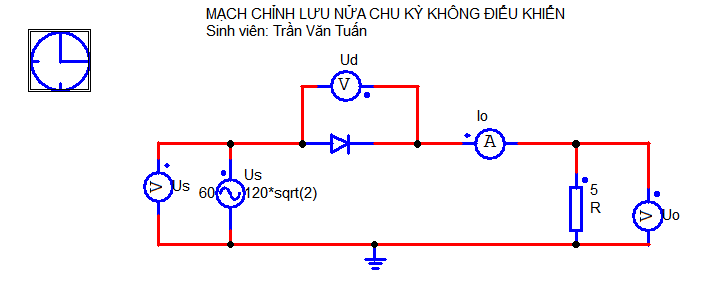 MẠCH CHỈNH LƯU NỬA CHU KỲ KHÔNG ĐIỀU KHIỂN
Sinh viên: Trần Văn Tuấn
Ud
V
Io
A
V
Us
60
Us
120*sqrt(2)
5
R
V
Uo